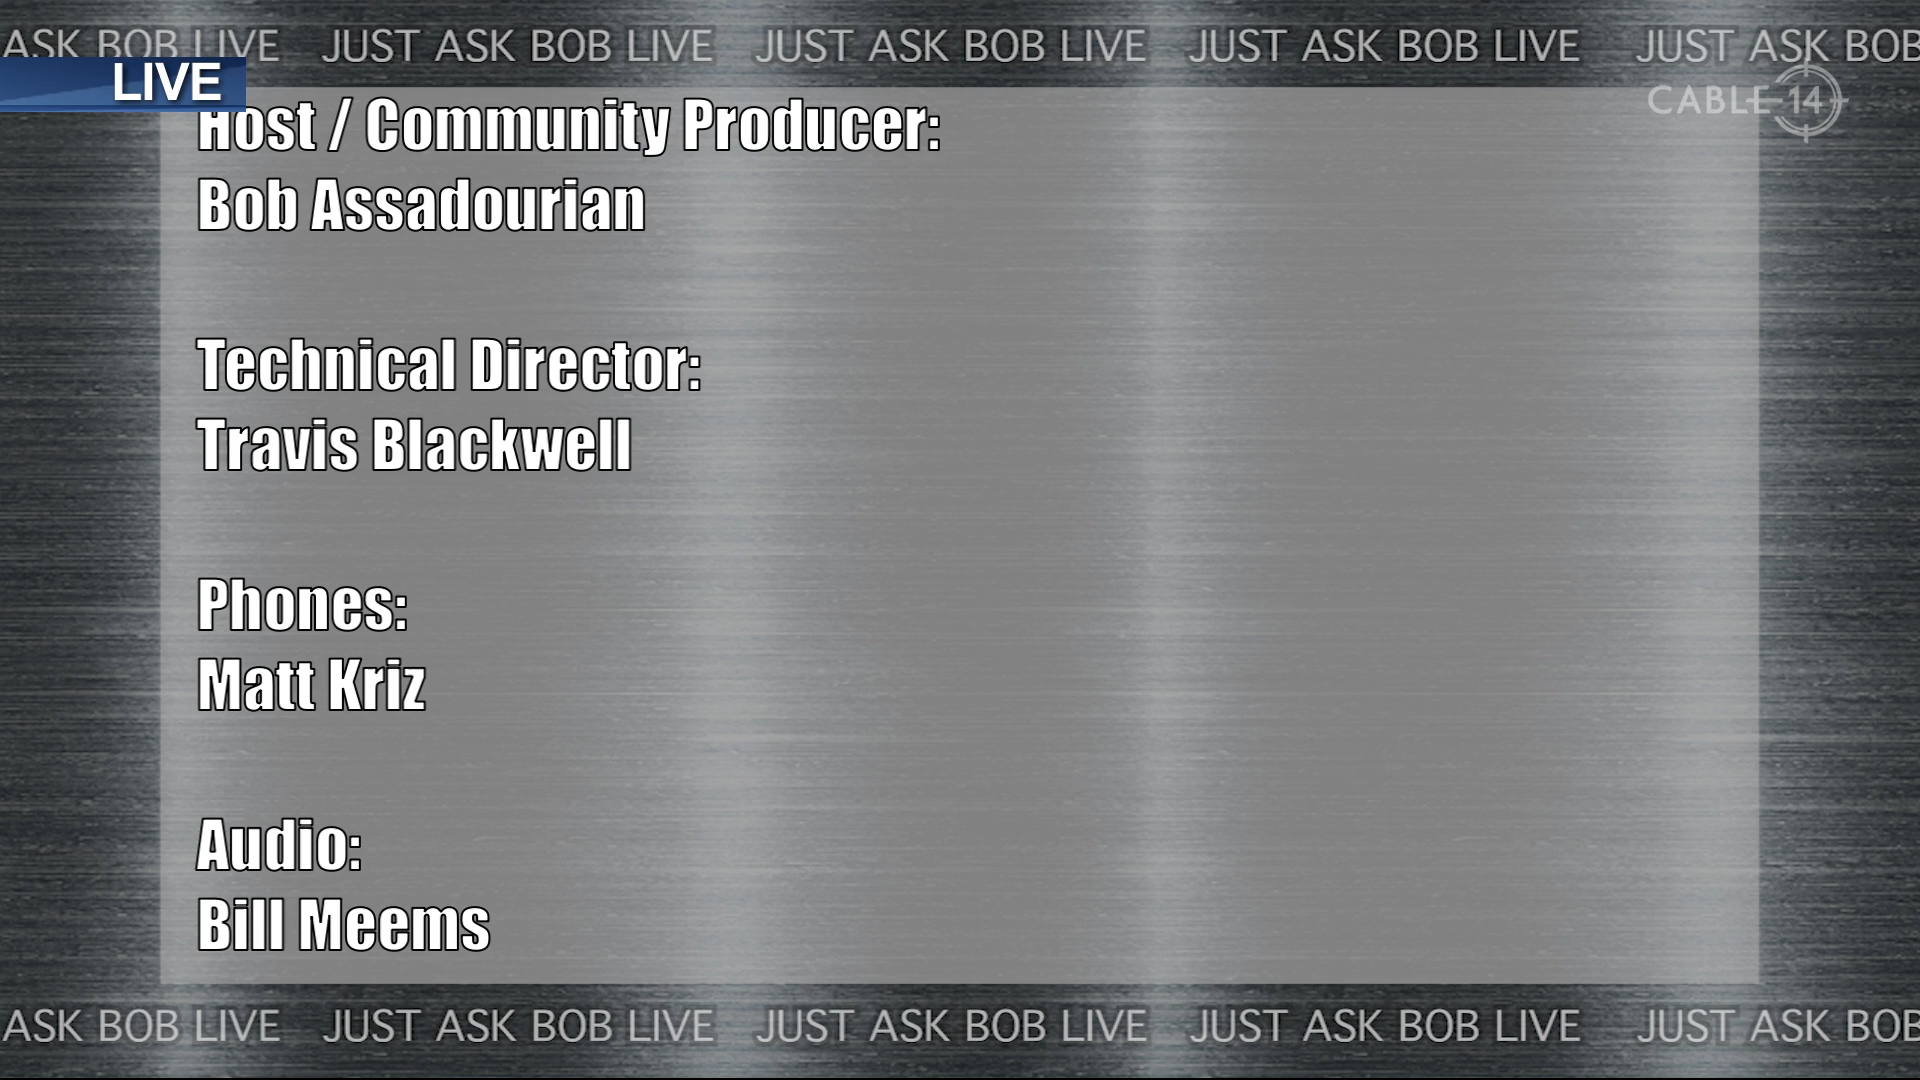 ASK BOB LIVE JUST ASK BOB LIVE JUST ASK BOB LIVE JUST ASK BOB LIVE JUST ASK BOB
LIVE
CABLE 14
Host / Community Producer:
Bob Assadourian
Technical Director:
Travis Blackwell
Phones:
Matt Kriz
Audio:
Bill Meems
ASK BOB LIVE JUST ASK BOB LIVE JUST ASK BOB LIVE JUST ASK BOB LIVE JUST ASK BOB